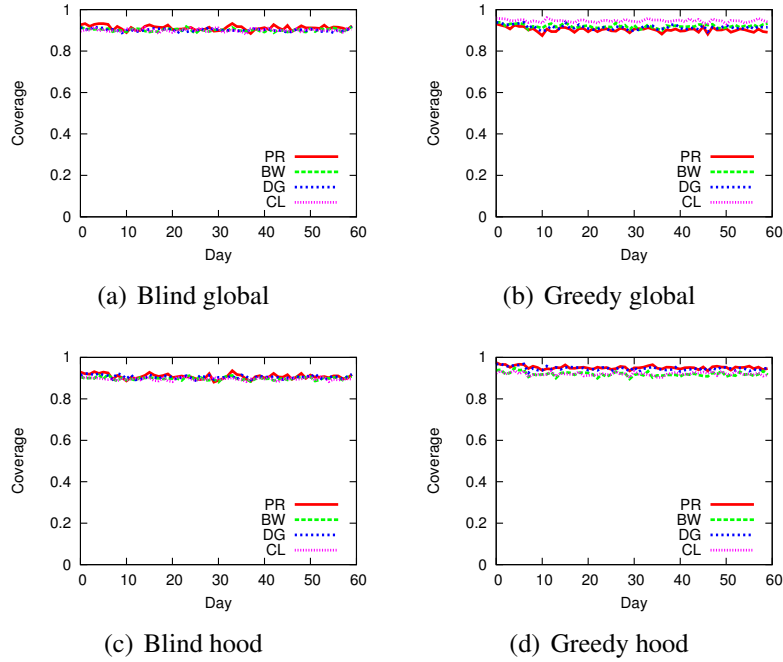 1
0.8
0.6
0.4
0.2
0
Coverage
PR
BW
DG
CL
0 10 20 30 40 50 60
Day
(a) Blind global
1
0.8
0.6
0.4
0.2
0
Coverage
PR
BW
DG
CL
0 10 20 30 40 50 60
Day
(b) Greedy global
1
0.8
0.6
0.4
0.2
0
Coverage
PR
BW
DG
CL
0 10 20 30 40 50 60
Day
(c) Blind hood
1
0.8
0.6
0.4
0.2
0
Coverage
PR
BW
DG
CL
0 10 20 30 40 50 60
Day
(d) Greedy hood